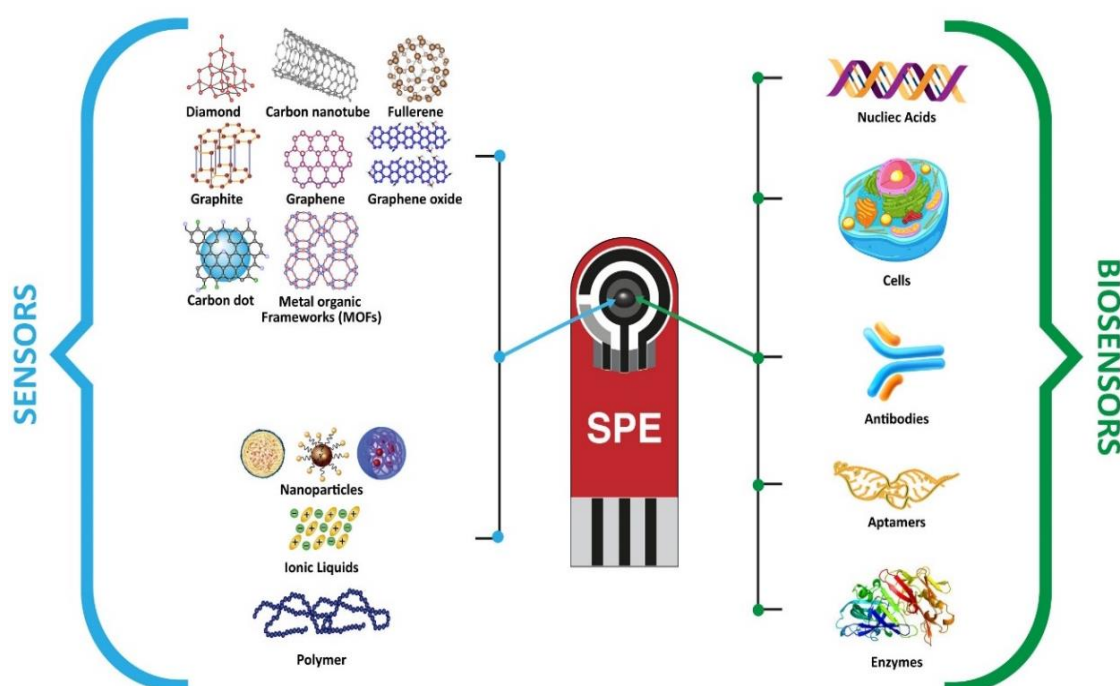 SENSORS
Diamond
Carbon nanotube
Fullerene
Graphite
Graphene
Graphene oxide
Carbon dot
Metal organic
Frameworks (MOFs)
Nanoparticles
Ionic Liquids
Polymer
SPE
Nucliec Acids
Cells
Antibodies
Aptamers
Enzymes
BIOSENSORS